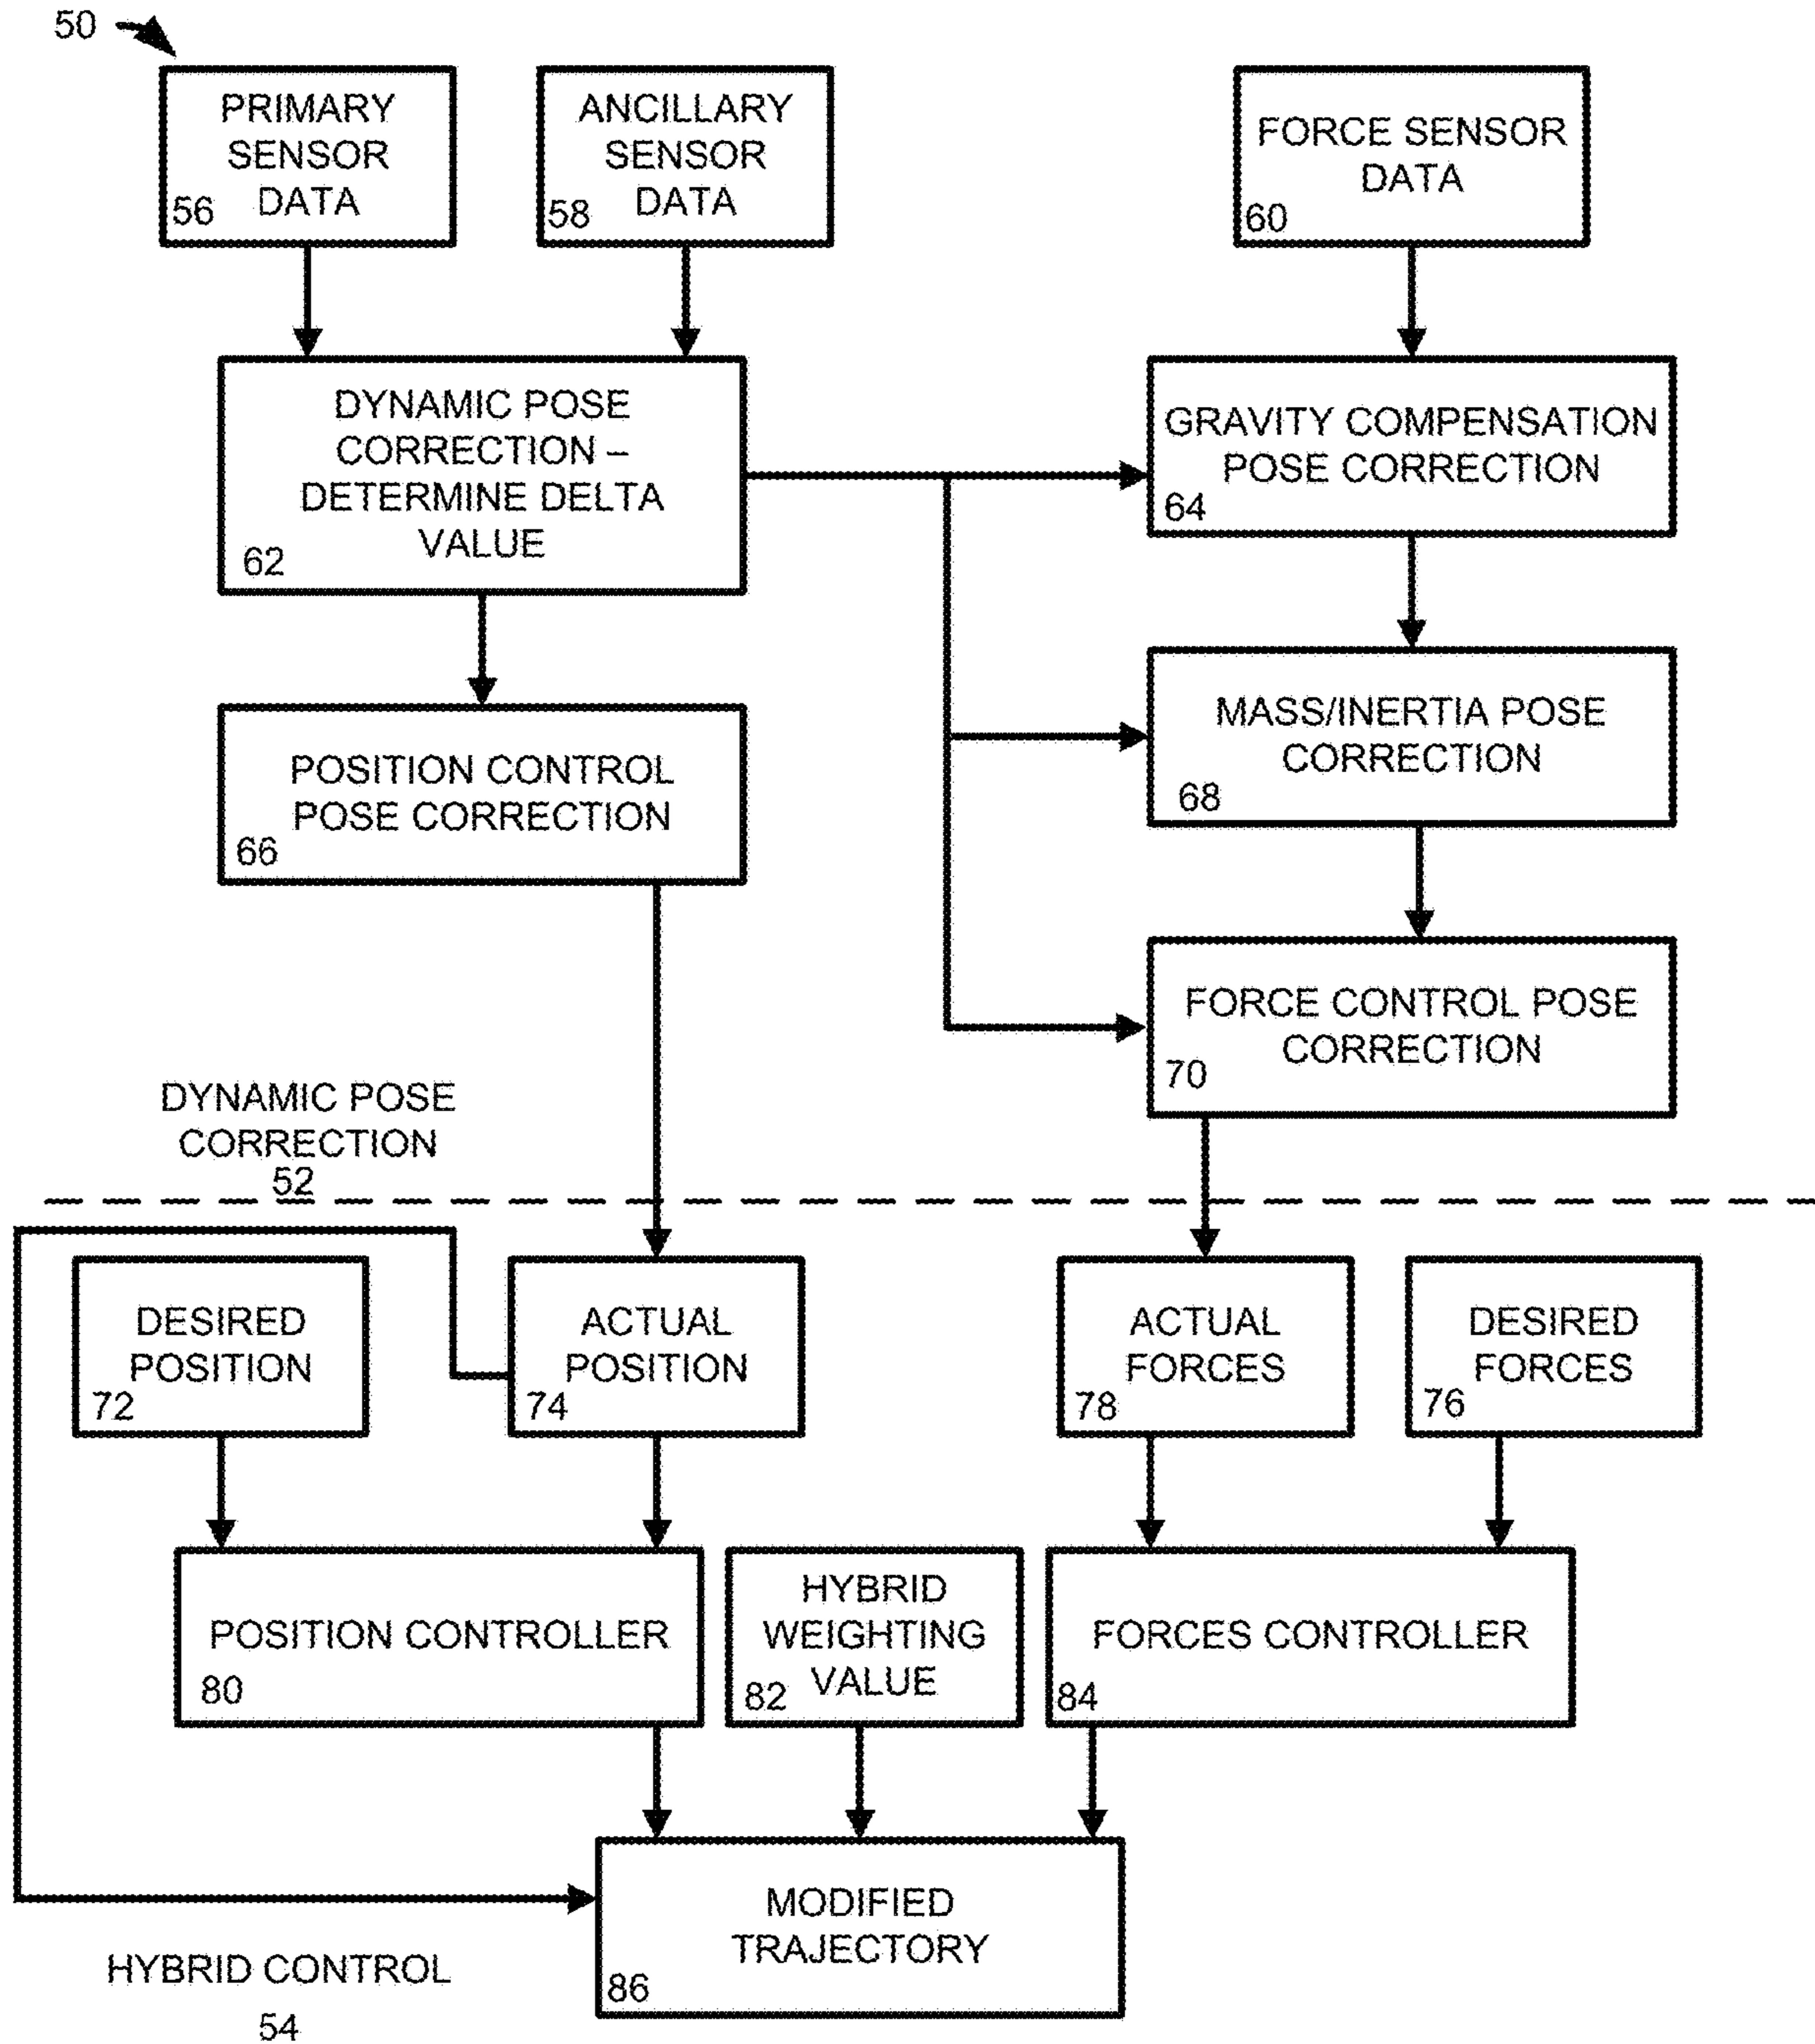 50
PRIMARY
SENSOR
DATA
56
ANCILLARY
SENSOR
DATA
58
FORCE SENSOR
DATA
60
DYNAMIC POSE
CORRECTION –
DETERMINE DELTA
VALUE
62
GRAVITY COMPENSATION
POSE CORRECTION
64
POSITION CONTROL
POSE CORRECTION
66
MASS/INERTIA POSE
CORRECTION
68
FORCE CONTROL POSE
CORRECTION
70
DYNAMIC POSE
CORRECTION
52
DESIRED
POSITION
72
ACTUAL
POSITION
74
ACTUAL
FORCES
78
DESIRED
FORCES
76
POSITION CONTROLLER
80
HYBRID
WEIGHTING
VALUE
82
FORCES CONTROLLER
84
MODIFIED
TRAJECTORY
86
HYBRID CONTROL
54